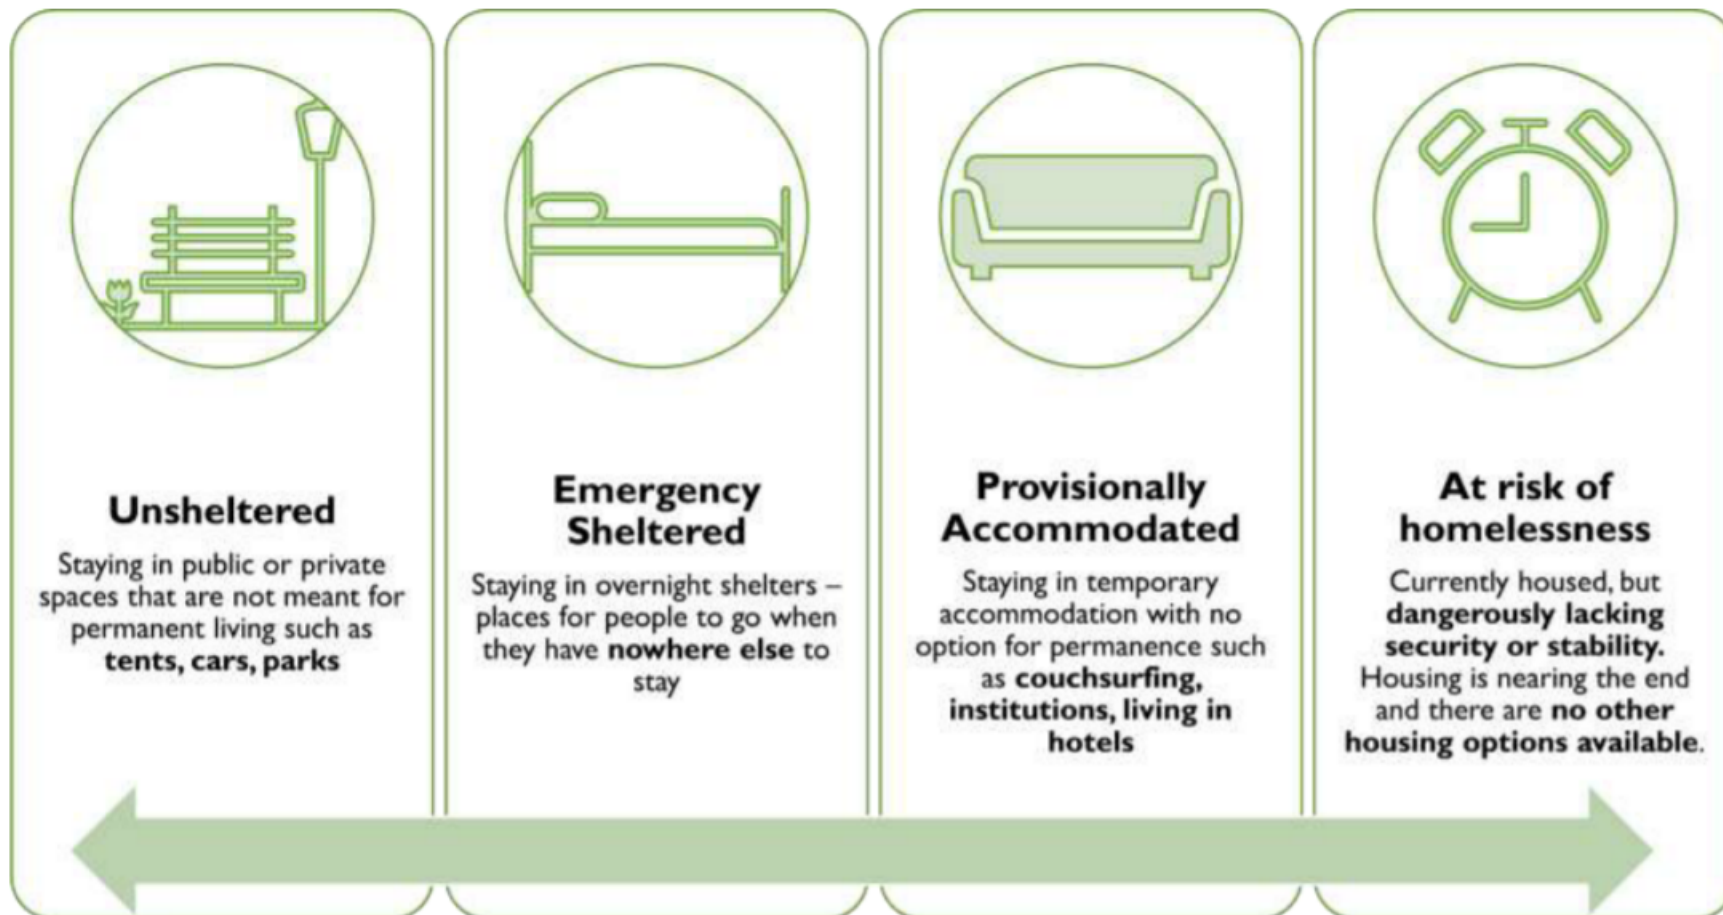 Unsheltered
Staying in public or private
spaces that are not meant for
permanent living such as
tents, cars, parks
Emergency
Sheltered
Staying in overnight shelters –
places for people to go when
they have nowhere else to
stay
Provisionally
Accommodated
Staying in temporary
accommodation with no
option for permanence such
as couchsurfing,
institutions, living in
hotels
At risk of
homelessness
Currently housed, but
dangerously lacking
security or stability.
Housing is nearing the end
and there are no other
housing options available.